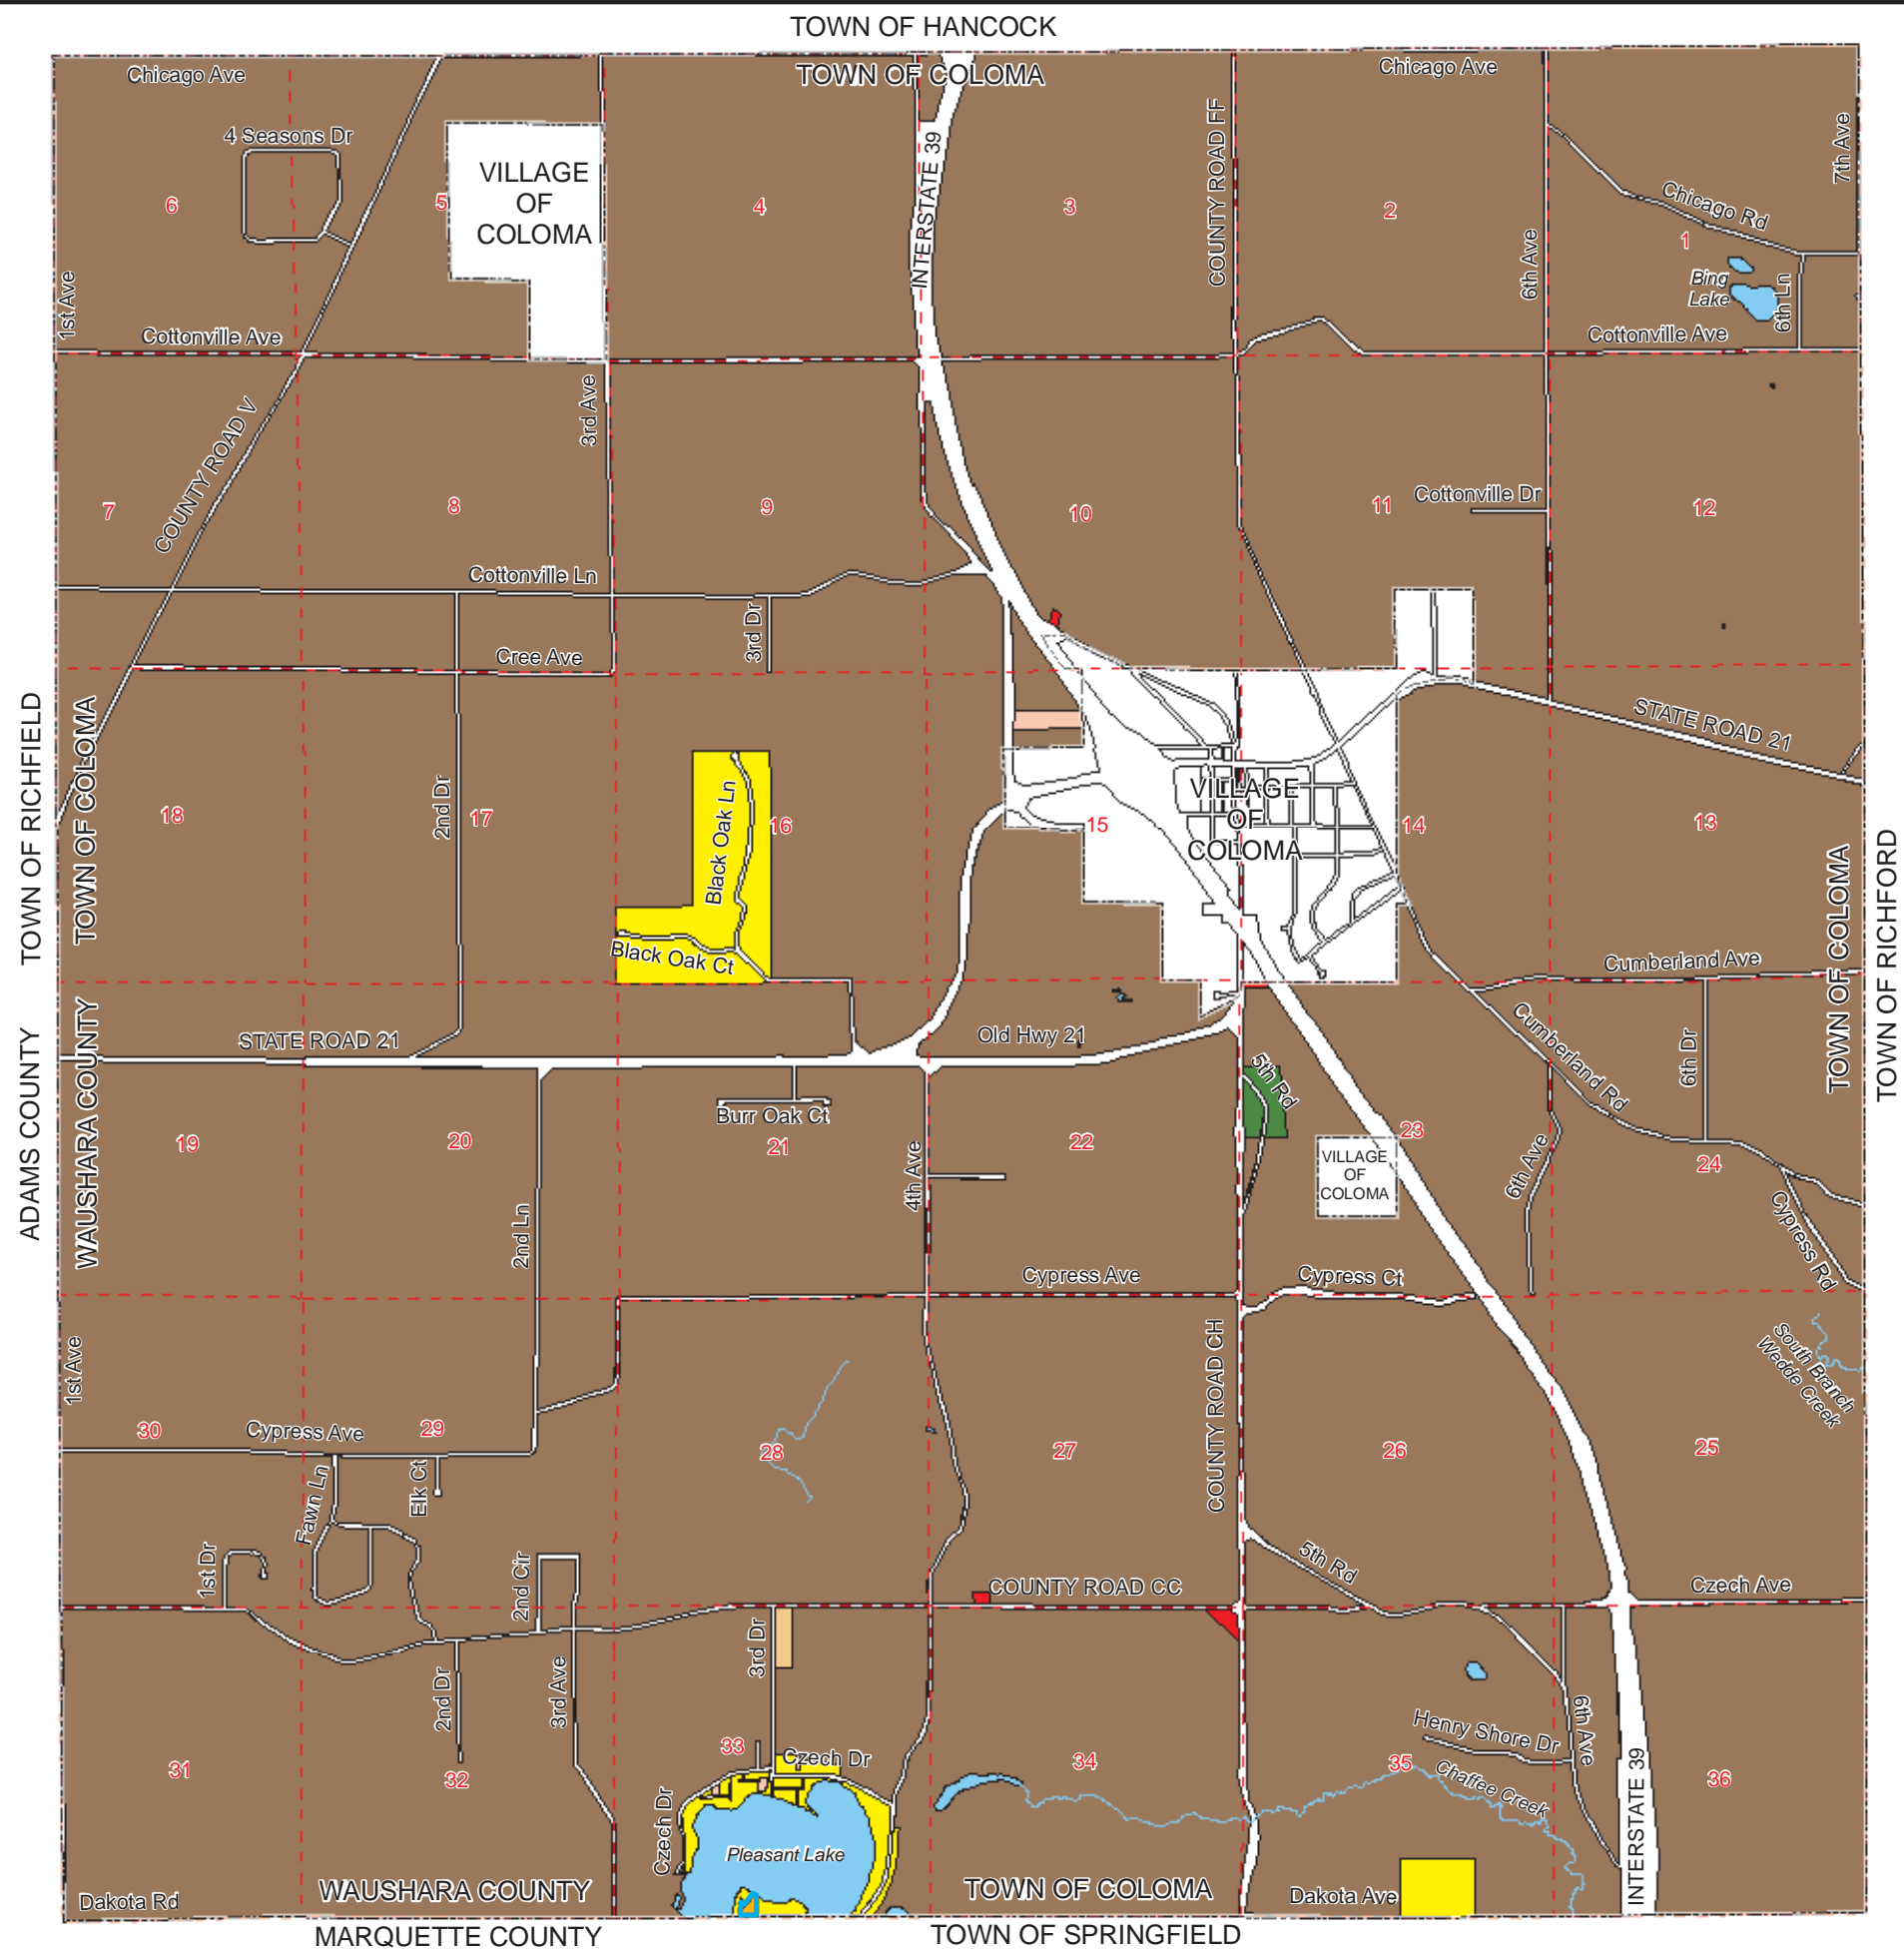 TOWN OF HANCOCK
TOWN OF COLOMA
Chicago Ave
Chicago Ave
4 Seasons Dr
VILLAGE
OF
COLOMA
INTERSTATE 39
COUNTY ROAD FF
6th Ave
7th Ave
Chicago Rd
6
5
4
3
2
1
Bing
Lake
6th Ln
1st Ave
Cottonville Ave
Cottonville Ave
COUNTY ROAD V
3rd Ave
7
8
9
10
11
Cottonville Dr
12
Cottonville Ln
Cree Ave
3rd Dr
STATE ROAD 21
TOWN OF RICHFIELD
TOWN OF COLOMA
18
2nd Dr
17
Black Oak Ln
16
15
VILLAGE
OF
COLOMA
14
13
Black Oak Ct
Cumberland Ave
TOWN OF COLOMA
TOWN OF RICHFORD
ADAMS COUNTY
WAUSHARA COUNTY
STATE ROAD 21
Old Hwy 21
5th Rd
Cumberland Rd
6th Dr
Burr Oak Ct
19
20
21
22
23
24
4th Ave
VILLAGE
OF
COLOMA
6th Ave
Cypress Rd
2nd Ln
Cypress Ave
Cypress Ct
1st Ave
COUNTY ROAD CH
South Branch
Wedde Creek
30
Cypress Ave
29
28
27
26
25
Fawn Ln
Elk Ct
1st Dr
2nd Cir
COUNTY ROAD CC
5th Rd
Czech Ave
2nd Dr
3rd Ave
3rd Dr
Henry Shore Dr
6th Ave
31
32
33
Czech Dr
34
35
36
Chaffee Creek
Czech Dr
Pleasant Lake
INTERSTATE 39
Dakota Rd
WAUSHARA COUNTY
TOWN OF COLOMA
Dakota Ave
MARQUETTE COUNTY
TOWN OF SPRINGFIELD